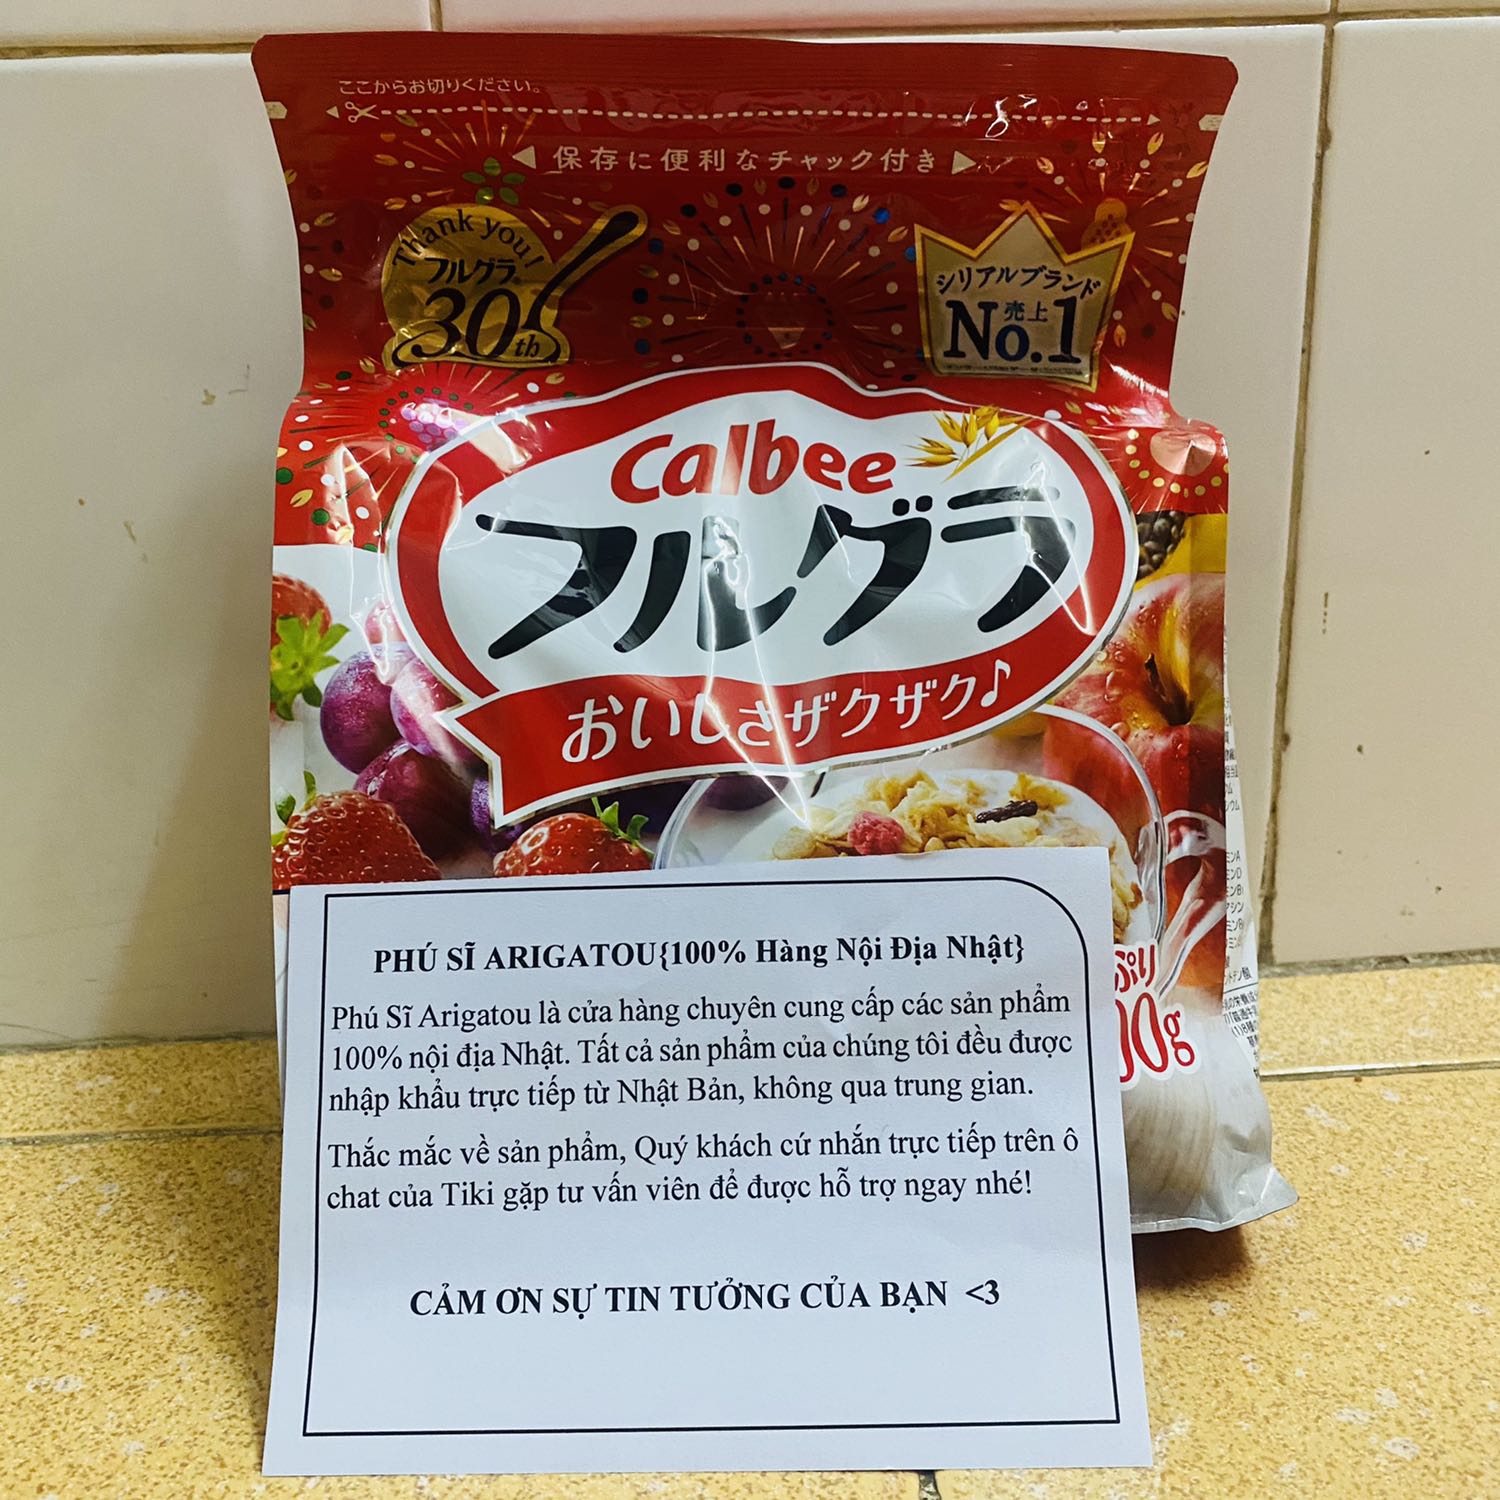 ここからお切りください。
保存に便利なチャック付き
Thank you!
フルグラ
30th
シリアルブランド
売上
No.1
Calbee
フルグラ
おいしさザクザク♪
ぷり
00g
PHÚ SĨ ARIGATOU{100% Hàng Nội Địa Nhật}
Phú Sĩ Arigatou là cửa hàng chuyên cung cấp các sản phẩm
100% nội địa Nhật. Tất cả sản phẩm của chúng tôi đều được
nhập khẩu trực tiếp từ Nhật Bản, không qua trung gian.
Thắc mắc về sản phẩm, Quý khách cứ nhắn trực tiếp trên ô
chat của Tiki gặp tư vấn viên để được hỗ trợ ngay nhé!
CẢM ƠN SỰ TIN TƯỞNG CỦA BẠN <3